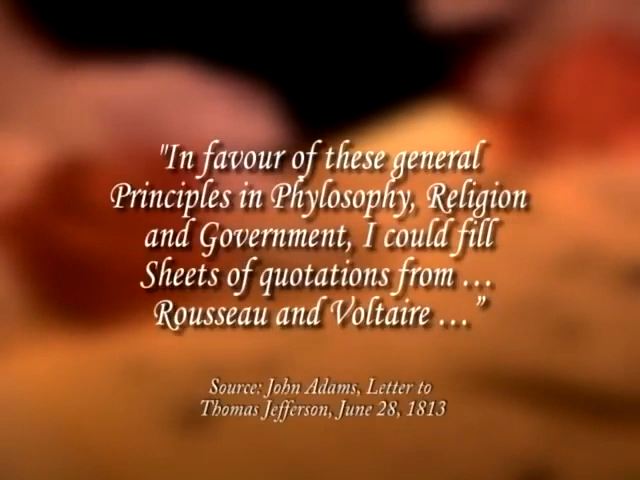 "In favour of these general
Principles in Phylosophy, Religion
and Government, I could fill
Sheets of quotations from ...
Rousseau and Voltaire ..."
Source: John Adams, Letter to
Thomas Jefferson, June 28, 1813